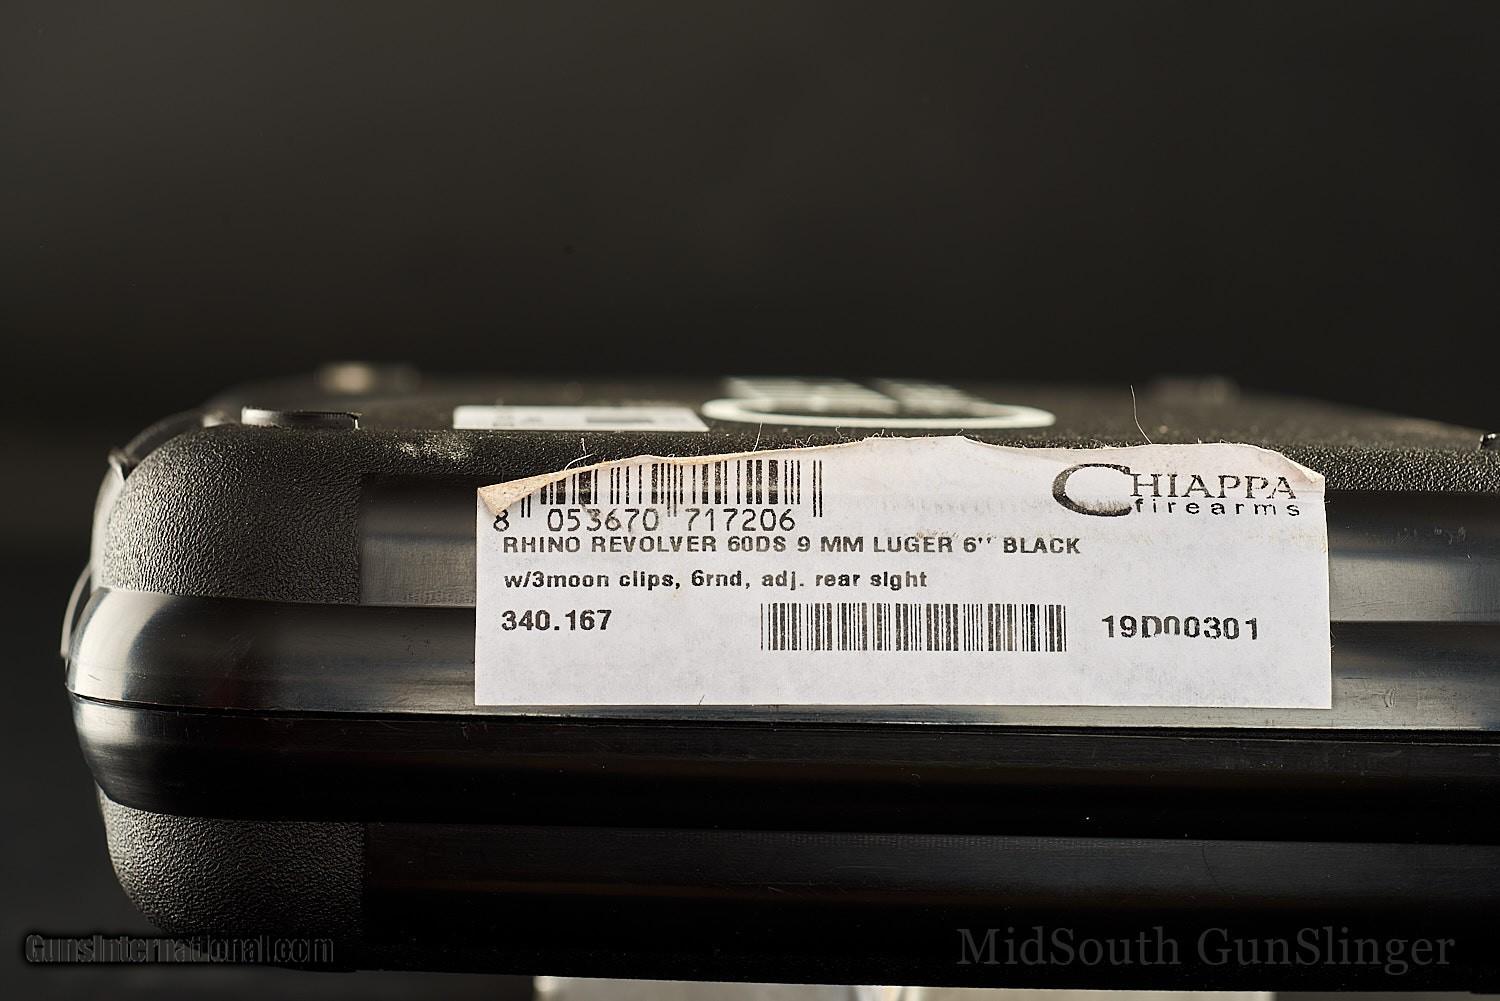 CHIAPPA
firearms
8 053670 717206
RHINO REVOLVER 60DS 9 MM LUGER 6'' BLACK
w/3moon clips, 6rnd, adj. rear sight
340.167
19D00301
GunsInternational.com
MidSouth GunSlinger